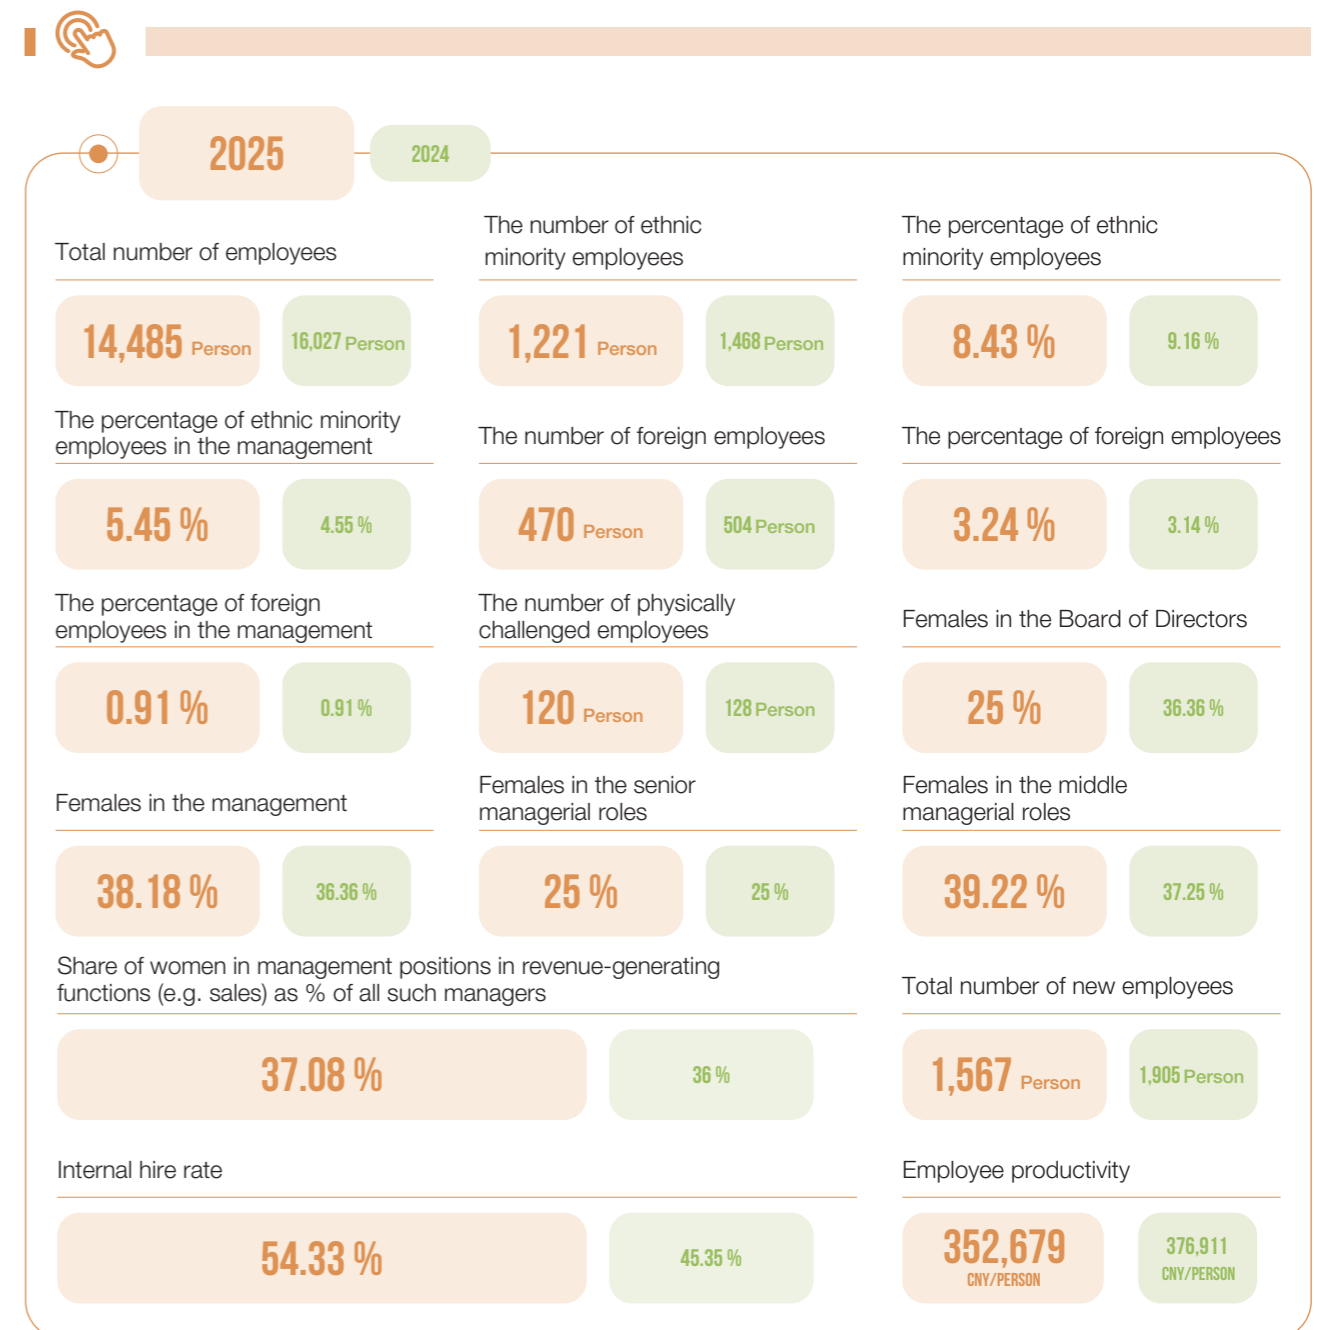 2025
2024
Total number of employees
14,485 Person
16,027 Person
The number of ethnic
minority employees
1,221 Person
1,468 Person
The percentage of ethnic
minority employees
8.43 %
9.16 %
The percentage of ethnic minority
employees in the management
5.45 %
4.55 %
The number of foreign employees
470 Person
504 Person
The percentage of foreign employees
3.24 %
3.14 %
The percentage of foreign
employees in the management
0.91 %
0.91 %
The number of physically
challenged employees
120 Person
128 Person
Females in the Board of Directors
25 %
36.36 %
Females in the management
38.18 %
36.36 %
Females in the senior
managerial roles
25 %
25 %
Females in the middle
managerial roles
39.22 %
37.25 %
Share of women in management positions in revenue-generating
functions (e.g. sales) as % of all such managers
37.08 %
36 %
Total number of new employees
1,567 Person
1,905 Person
Internal hire rate
54.33 %
45.35 %
Employee productivity
352,679
CNY/PERSON
376,911
CNY/PERSON